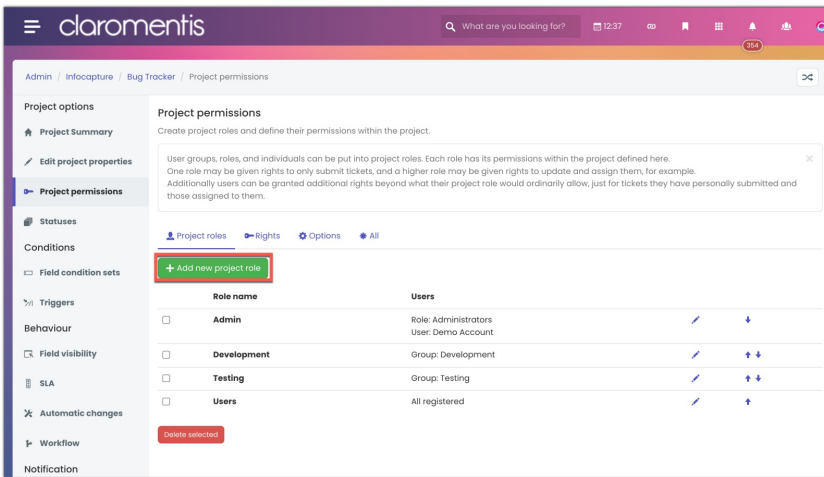 claromentis
What are you looking for?
12:37
354
Admin / Infocapture / Bug Tracker / Project permissions
Project options
Project Summary
Edit project properties
Project permissions
Statuses
Conditions
Field condition sets
Triggers
Behaviour
Field visibility
SLA
Automatic changes
Workflow
Notification
Project permissions
Create project roles and define their permissions within the project.
User groups, roles, and individuals can be put into project roles. Each role has its permissions within the project defined here.
One role may be given rights to only submit tickets, and a higher role may be given rights to update and assign them, for example.
Additionally users can be granted additional rights beyond what their project role would ordinarily allow, just for tickets they have personally submitted and
those assigned to them.
Project roles Rights Options All
+ Add new project role
Role name Users
Admin Role: Administrators
User: Demo Account
Development Group: Development
Testing Group: Testing
Users All registered
Delete selected